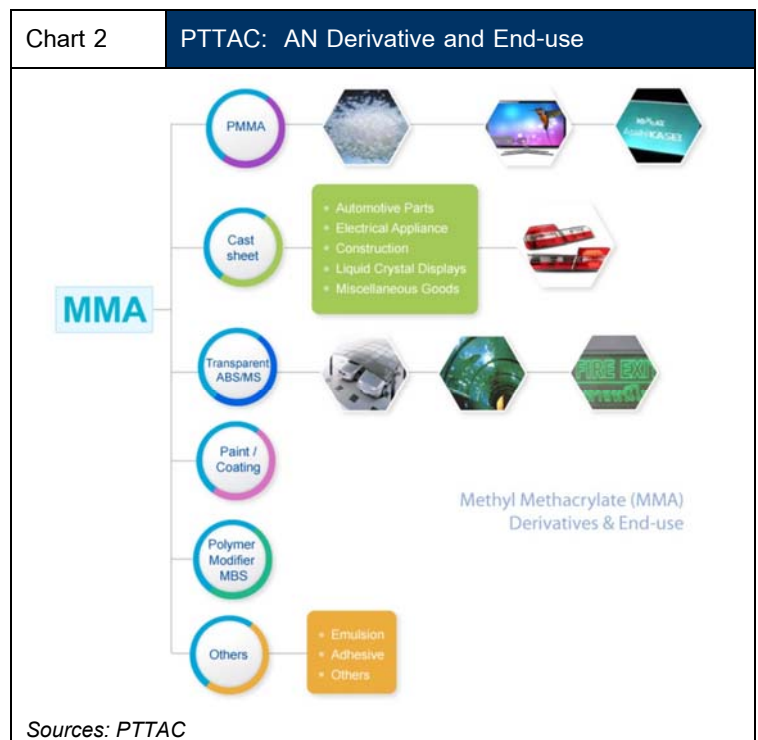 Chart 2
PTTAC: AN Derivative and End-use
PMMA
AsahiKASEI
Cast
sheet
• Automotive Parts
• Electrical Appliance
• Construction
• Liquid Crystal Displays
• Miscellaneous Goods
MMA
Transparent
ABS/MS
FIRE EXI
Paint /
Coating
Methyl Methacrylate (MMA)
Derivatives & End-use
Polymer
Modifier
MBS
Others
• Emulsion
• Adhesive
• Others
Sources: PTTAC